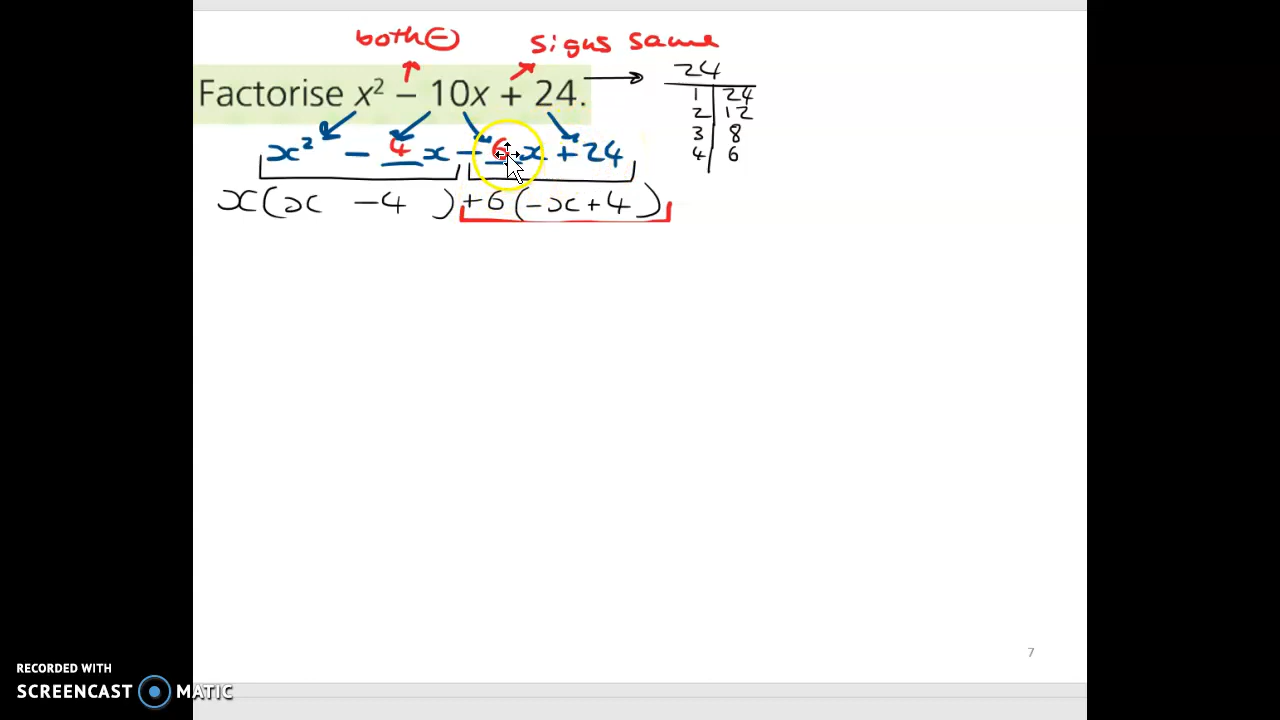 both ⊖ signs same
Factorise x² − 10x + 24.
24
1 24
2 12
3 8
4 6
x² − 4x − 6x + 24
x(x − 4) + 6(−x + 4)
7
RECORDED WITH
SCREENCAST MATIC